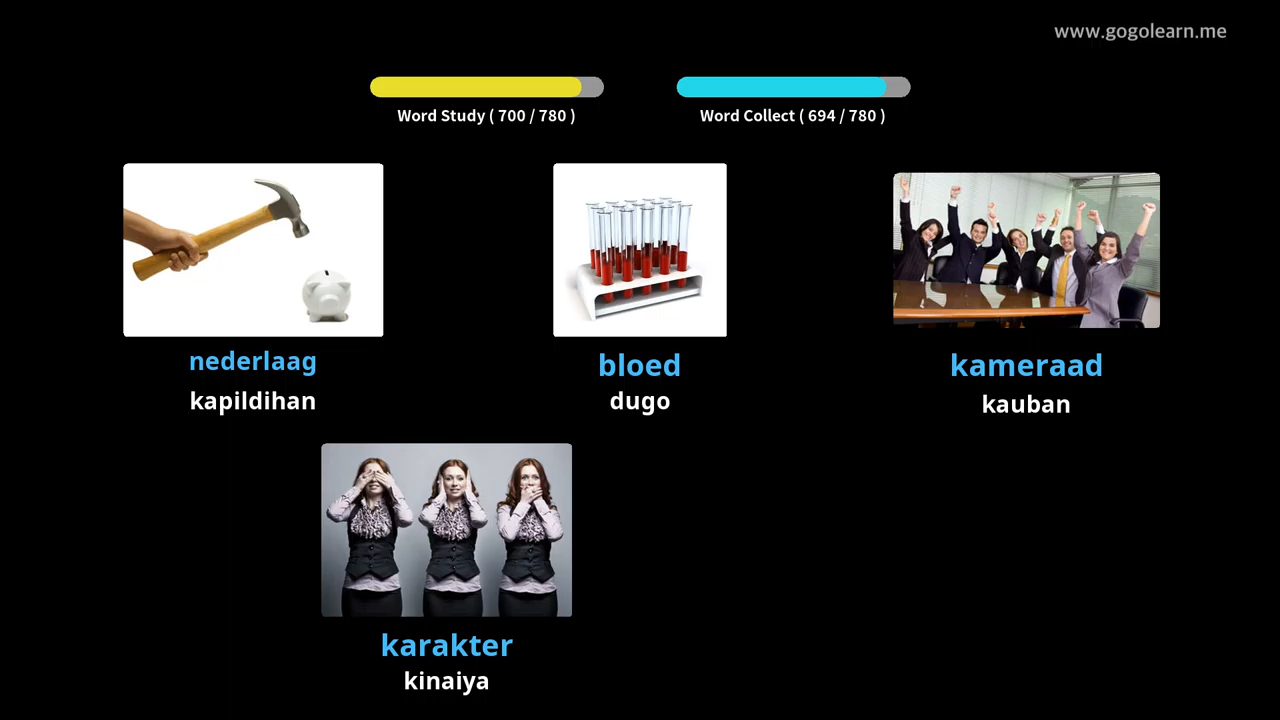 www.gogolearn.me
Word Study ( 700 / 780 )
Word Collect ( 694 / 780 )
nederlaag
kapildihan
bloed
dugo
kameraad
kauban
karakter
kinaiya